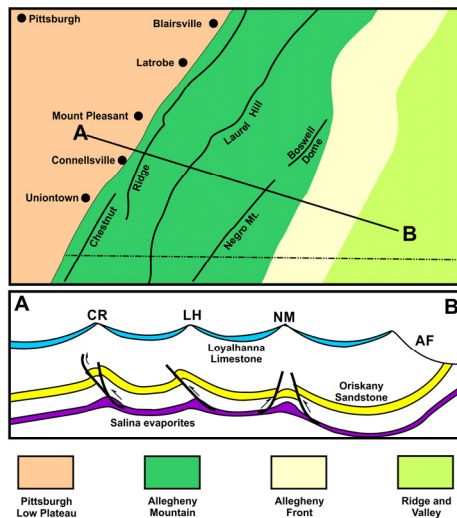 Pittsburgh
Blairsville
Latrobe
Mount Pleasant
A
Connellsville
Uniontown
Chestnut
Ridge
Laurel Hill
Negro Mt.
Boswell
Dome
B
A
B
CR
LH
NM
AF
Loyalhanna
Limestone
Oriskany
Sandstone
Salina evaporites
Pittsburgh
Low Plateau
Allegheny
Mountain
Allegheny
Front
Ridge and
Valley